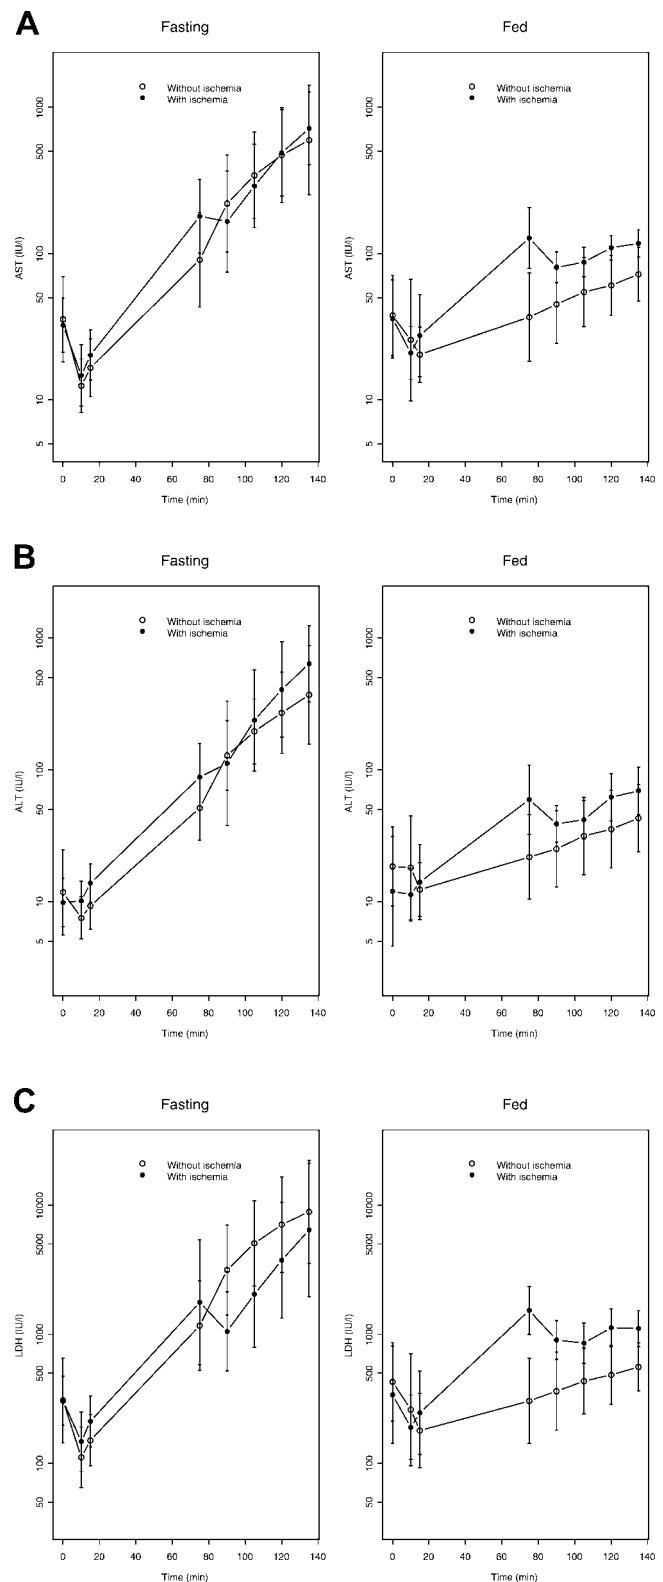 A
Fasting
Fed
Without ischemia
With ischemia
Without ischemia
With ischemia
AST (IU/l)
1000
500
100
50
10
5
AST (IU/l)
1000
500
100
50
10
5
0 20 40 60 80 100 120 140
0 20 40 60 80 100 120 140
Time (min)
Time (min)
B
Fasting
Fed
Without ischemia
With ischemia
Without ischemia
With ischemia
ALT (IU/l)
1000
500
100
50
10
5
ALT (IU/l)
1000
500
100
50
10
5
0 20 40 60 80 100 120 140
0 20 40 60 80 100 120 140
Time (min)
Time (min)
C
Fasting
Fed
Without ischemia
With ischemia
Without ischemia
With ischemia
LDH (IU/l)
10000
5000
1000
500
100
50
LDH (IU/l)
10000
5000
1000
500
100
50
0 20 40 60 80 100 120 140
0 20 40 60 80 100 120 140
Time (min)
Time (min)